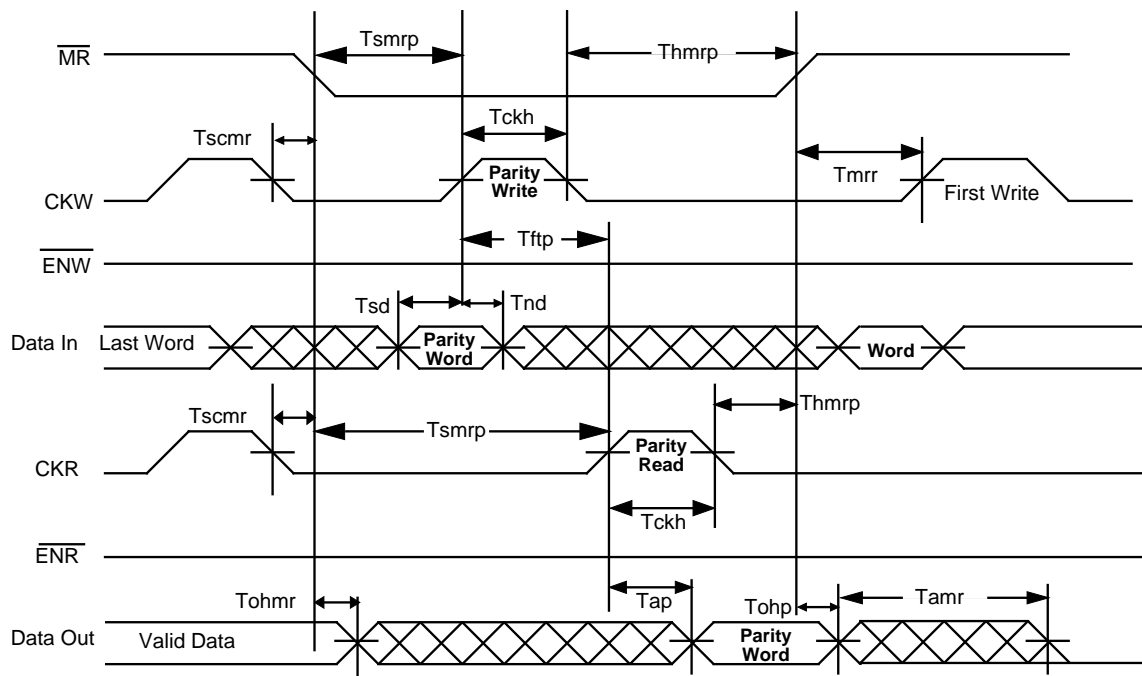 Tsmrp
Thmrp
MR
Tckh
Tscmr
Parity
Write
Tmrr
First Write
CKW
Tftp
ENW
Tsd
Tnd
Data In
Last Word
Parity
Word
Word
Tscmr
Tsmrp
Thmrp
CKR
Parity
Read
Tckh
ENR
Tohmr
Tap
Tohp
Tamr
Data Out
Valid Data
Parity
Word